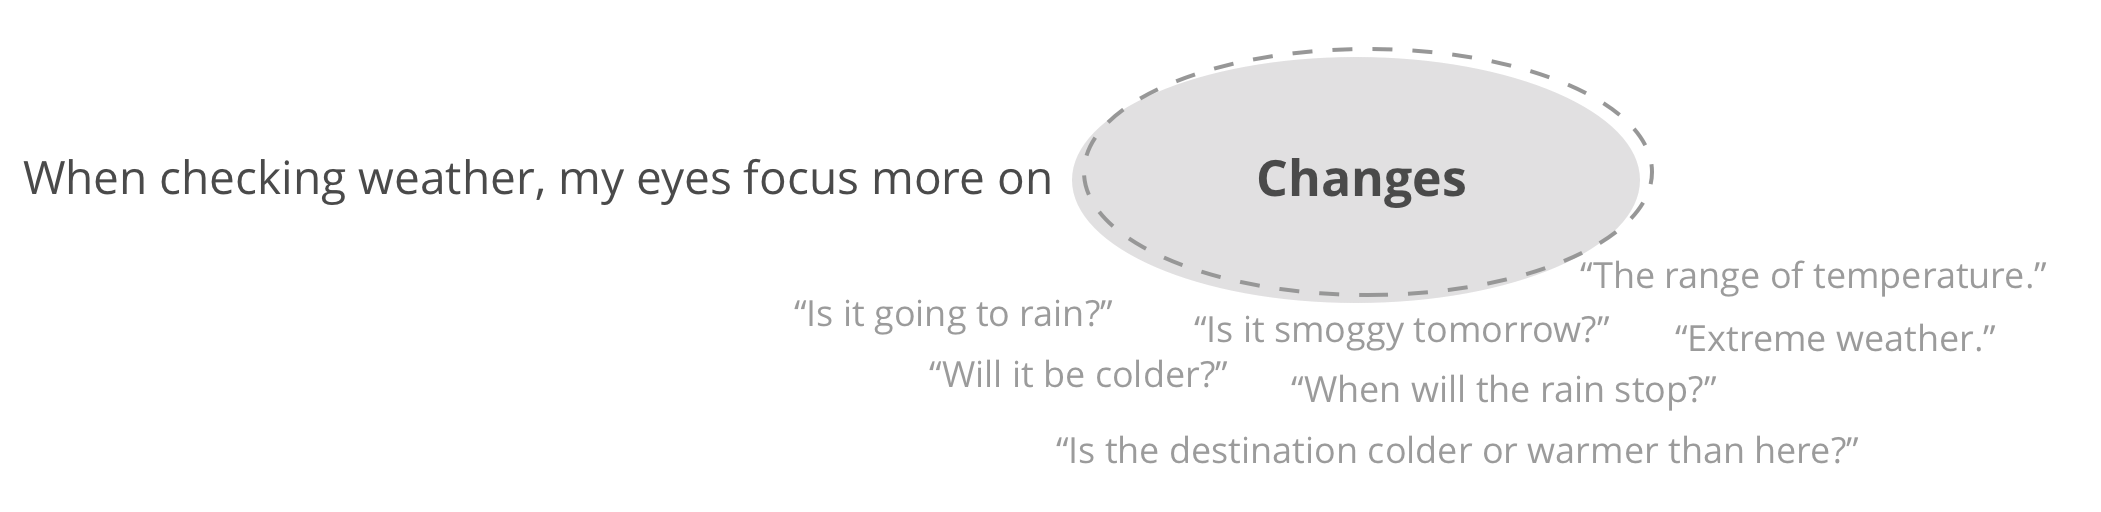 When checking weather, my eyes focus more on Changes
“The range of temperature.”
“Is it going to rain?”
“Is it smoggy tomorrow?”
“Extreme weather.”
“Will it be colder?”
“When will the rain stop?”
“Is the destination colder or warmer than here?”